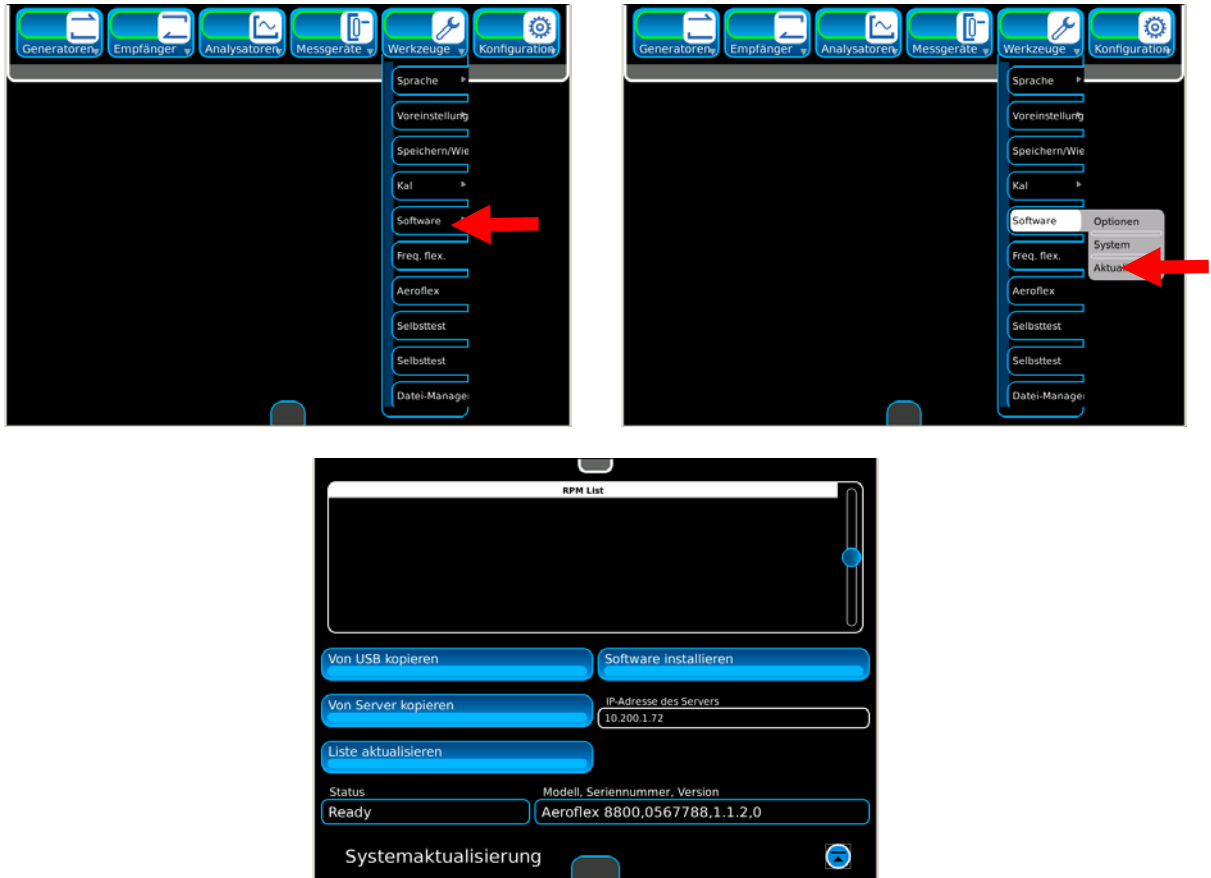 Generatoren Empfänger Analysatoren Messgeräte Werkzeuge Konfiguration
Sprache
Voreinstellung
Speichern/Wie
Kal
Software
Freq. flex.
Aeroflex
Selbsttest
Selbsttest
Datei-Manage
Generatoren Empfänger Analysatoren Messgeräte Werkzeuge Konfiguration
Sprache
Voreinstellung
Speichern/Wie
Kal
Software Optionen
System
Freq. flex.
Aeroflex
Selbsttest
Selbsttest
Datei-Manage
RPM List
Von USB kopieren Software installieren
Von Server kopieren IP-Adresse des Servers
10.200.1.72
Liste aktualisieren
Status Modell, Seriennummer, Version
Ready Aeroflex 8800,0567788,1.1.2,0
Systemaktualisierung